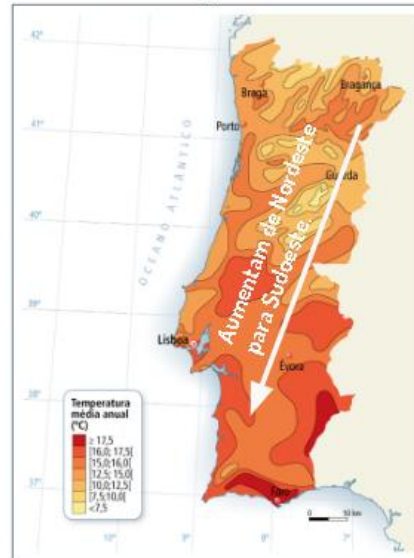 42°
Braga
Bragança
Porto
41°
OCEANO ATLÂNTICO
Guarda
Aumentam de Nordeste
para Sudoeste.
40°
39°
Lisboa
Évora
38°
Temperatura
média anual
(°C)
≥ 17,5
[16,0; 17,5[
[15,0;16,0[
[12,5; 15,0[
[10,0;12,5[
[7,5;10,0[
<7,5
37°
Faro
0 50 km
10° 9° 8° 7°